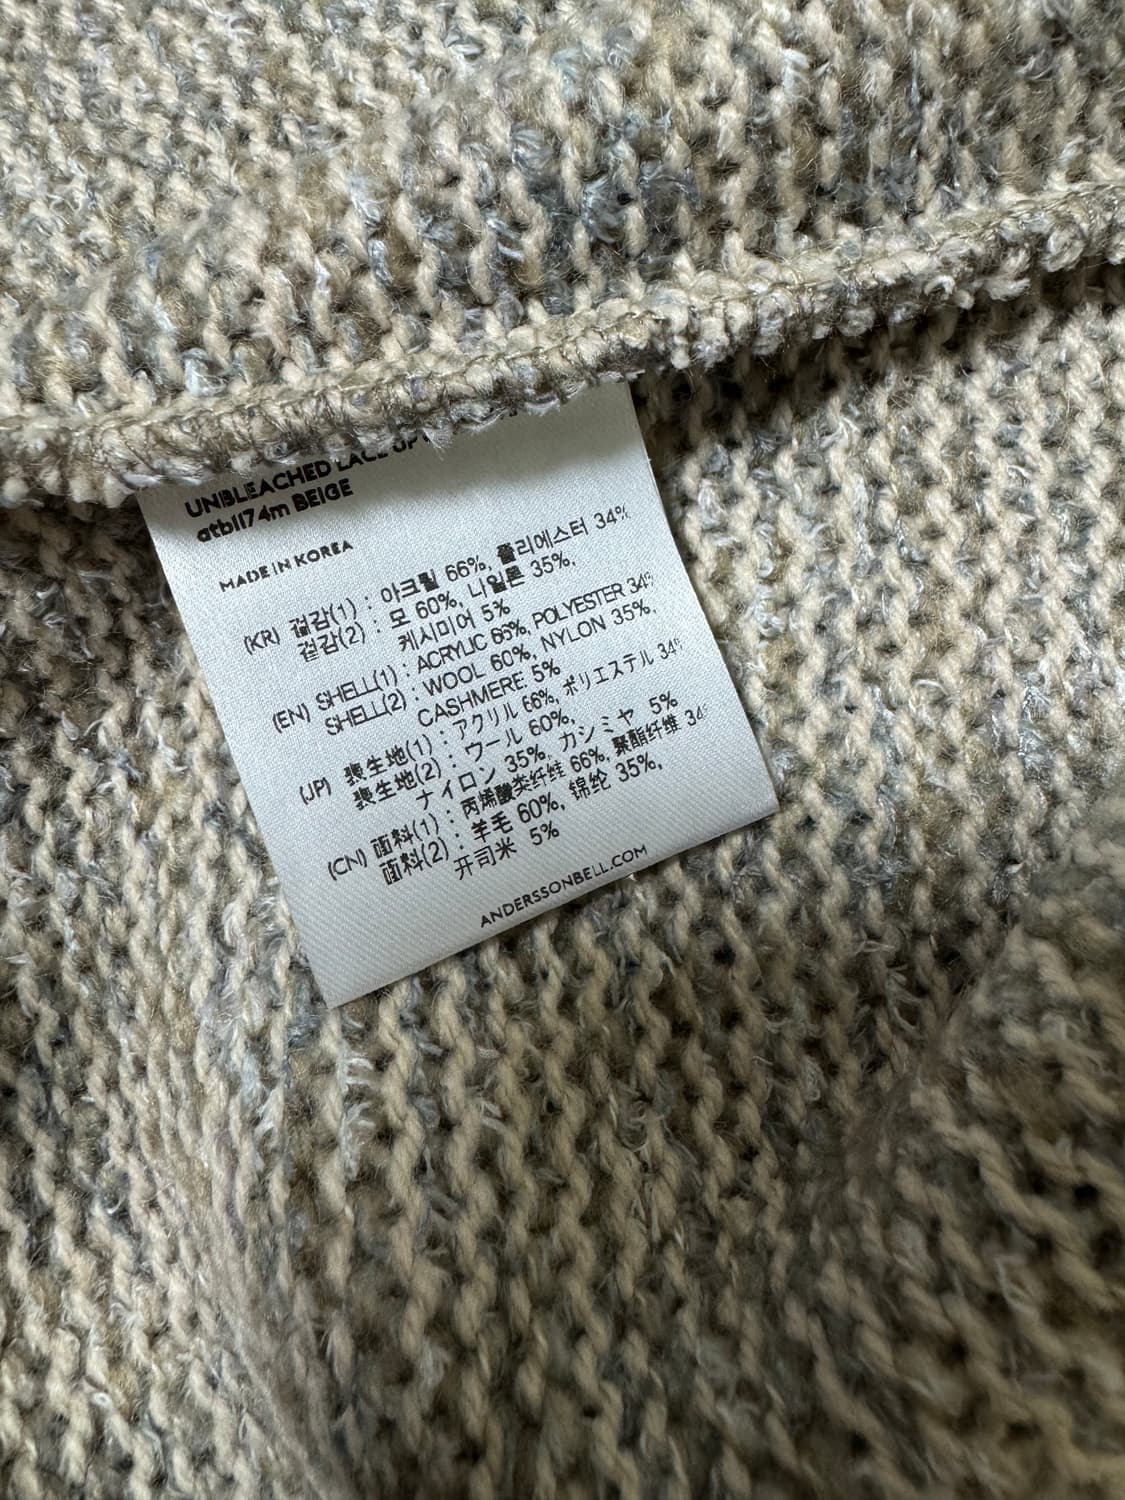 UNBLEACHED LACE UP
atb1174m BEIGE
MADE IN KOREA
(KR) 겉감(1) : 아크릴 66%, 폴리에스터 34%
겉감(2) : 모 60%, 나일론 35%,
케시미어 5%
(EN) SHELL(1) : ACRYLIC 66%, POLYESTER 34%
SHELL(2) : WOOL 60%, NYLON 35%,
CASHMERE 5%
(JP) 表生地(1) : アクリル 66%, ポリエステル 34%
表生地(2) : ウール 60%,
ナイロン 35%, カシミヤ 5%
(CN) 面料(1) : 丙烯酸类纤维 66%, 聚酯纤维 34
面料(2) : 羊毛 60%, 锦纶 35%,
开司米 5%
ANDERSSONBELL.COM